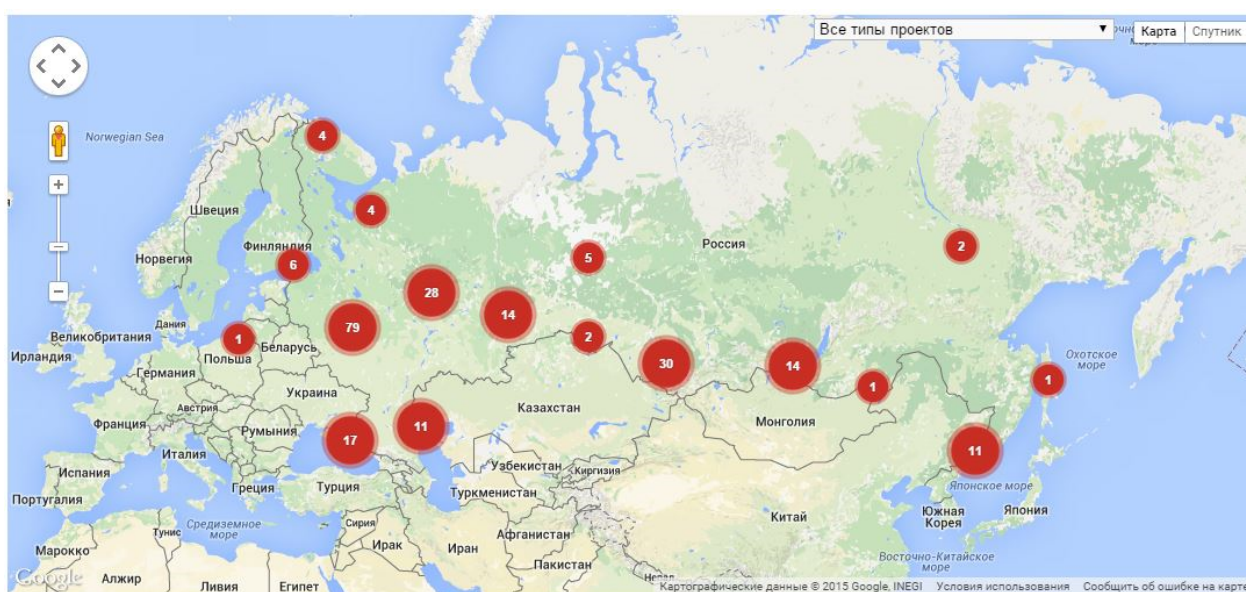 Все типы проектов
Карта
Спутник
Norwegian Sea
4
Швеция
4
Финляндия
Норвегия
6
5
Россия
2
28
14
79
2
Дания
Великобритания
1
Беларусь
Польша
Ирландия
Германия
30
14
Охотское
море
1
1
Украина
Австрия
Казахстан
Монголия
Франция
Румыния
17
11
11
Италия
Узбекистан
Киргизия
Испания
Греция
Турция
Туркменистан
Японское море
Португалия
Южная
Корея
Япония
Китай
Средиземное
море
Тунис
Сирия
Ирак
Иран
Афганистан
Пакистан
Марокко
Восточно-Китайское
море
Google
Алжир
Ливия
Египет
Непал
Картографические данные © 2015 Google, INEGI
Условия использования
Сообщить об ошибке на карте